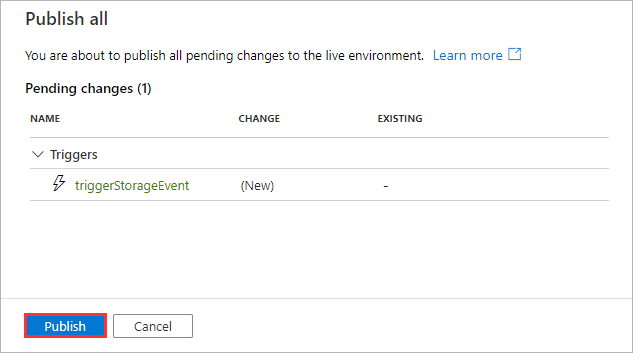 Publish all
You are about to publish all pending changes to the live environment. Learn more
Pending changes (1)
NAME CHANGE EXISTING
Triggers
triggerStorageEvent (New) -
Publish Cancel